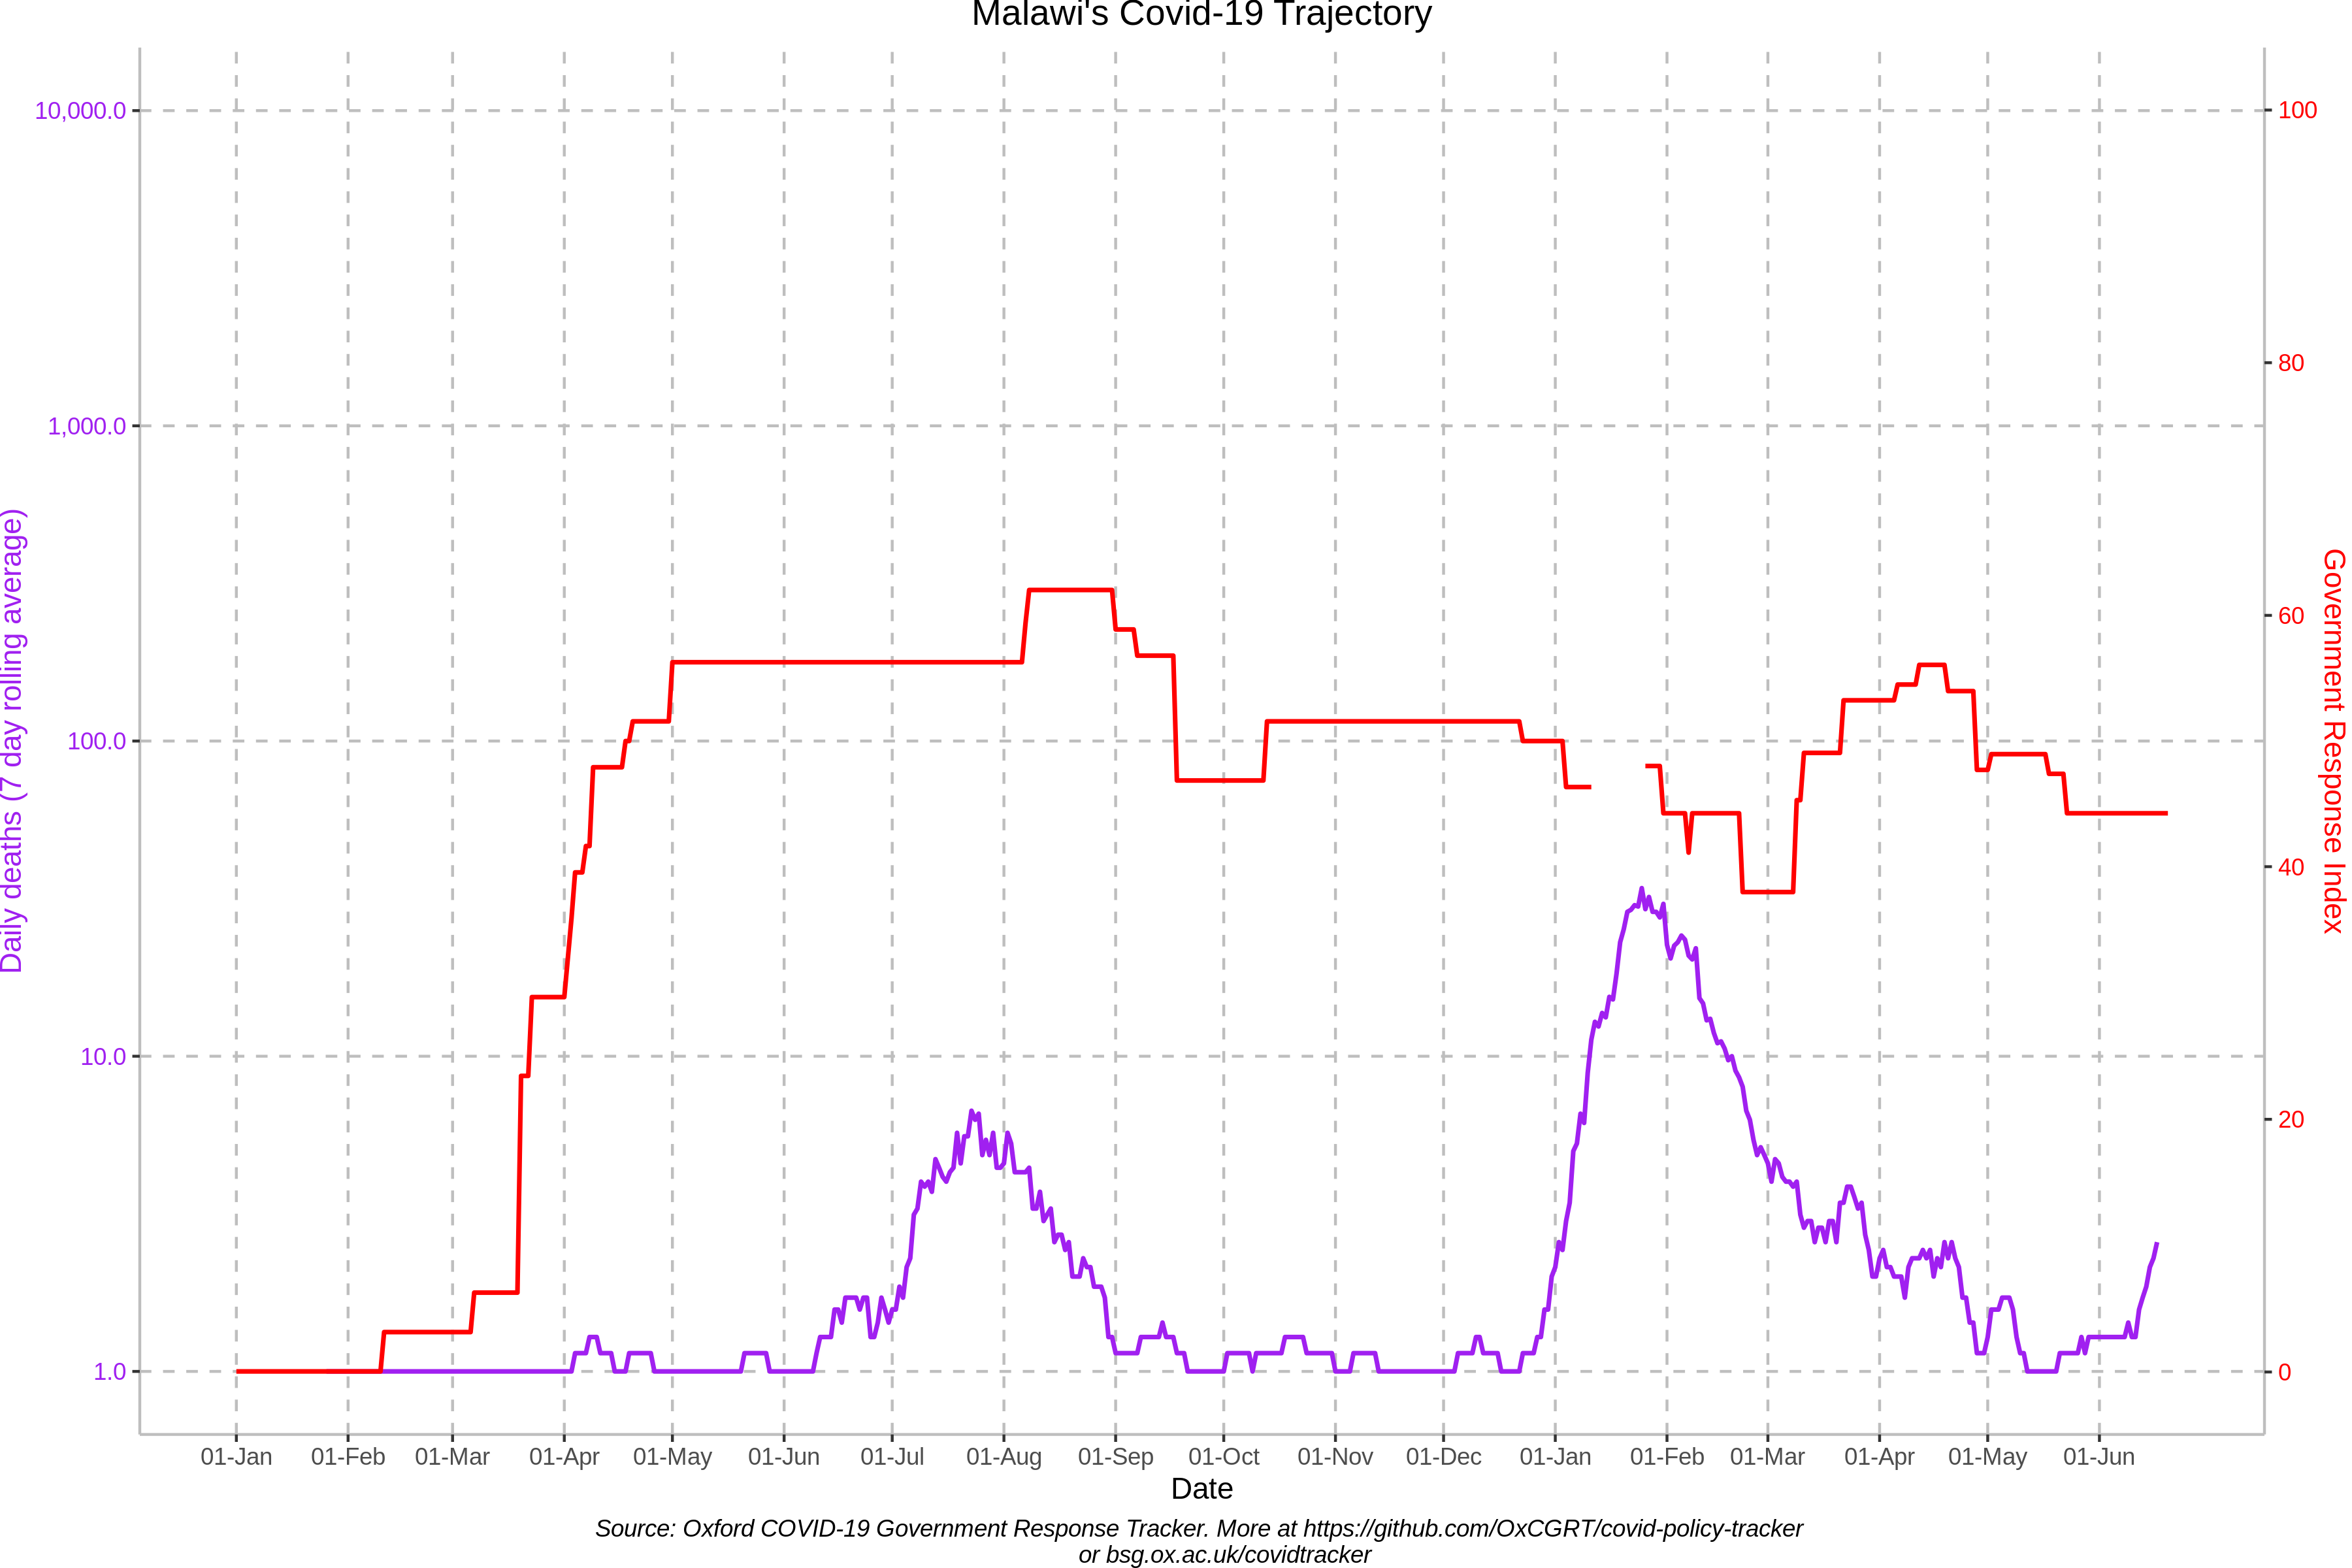 Malawi's Covid-19 Trajectory
10,000.0
1,000.0
100.0
10.0
1.0
Daily deaths (7 day rolling average)
100
80
60
40
20
0
Government Response Index
01-Jan 01-Feb 01-Mar 01-Apr 01-May 01-Jun 01-Jul 01-Aug 01-Sep 01-Oct 01-Nov 01-Dec 01-Jan 01-Feb 01-Mar 01-Apr 01-May 01-Jun
Date
Source: Oxford COVID-19 Government Response Tracker. More at https://github.com/OxCGRT/covid-policy-tracker
or bsg.ox.ac.uk/covidtracker